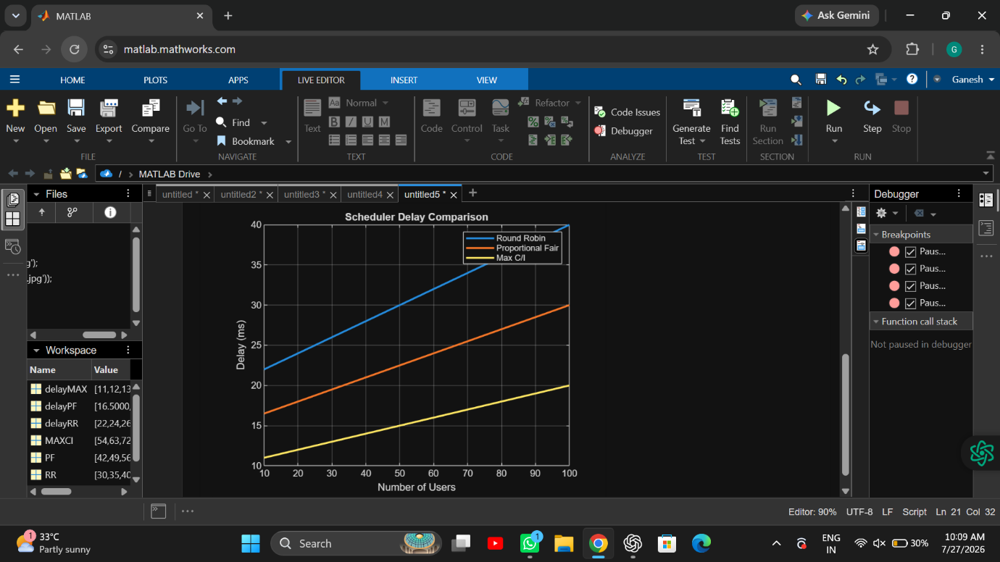 MATLAB
Ask Gemini
matlab.mathworks.com
G
HOME PLOTS APPS LIVE EDITOR INSERT VIEW
Ganesh
New Open Save Export Compare
FILE
Go To Find Bookmark
NAVIGATE
Text Aa Normal
B I U M
TEXT
Code Control Task Refactor
CODE
Code Issues
Debugger
ANALYZE
Generate Test Find Tests
TEST
Run Section
SECTION
Run Step Stop
RUN
/ > MATLAB Drive >
Files
g');
.jpg'));
untitled * untitled2 * untitled3 * untitled4 untitled5 *
Workspace
Name Value
delayMAX [11,12,13
delayPF [16.5000,
delayRR [22,24,26
MAXCI [54,63,72
PF [42,49,56
RR [30,35,40
Scheduler Delay Comparison
Round Robin
Proportional Fair
Max C/I
Delay (ms)
40
35
30
25
20
15
10
10 20 30 40 50 60 70 80 90 100
Number of Users
Debugger
Breakpoints
Paus...
Paus...
Paus...
Paus...
Function call stack
Not paused in debugger
Editor: 90% UTF-8 LF Script Ln 21 Col 32
1
33°C
Partly sunny
Search
1
ENG
IN
30%
10:09 AM
7/27/2026